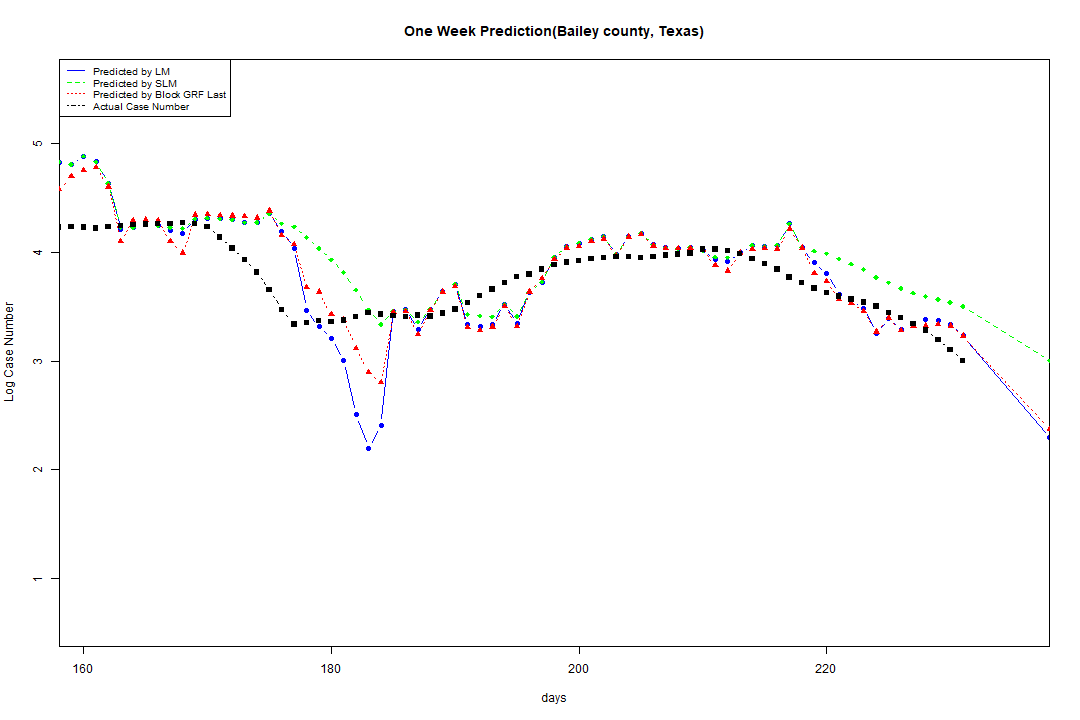 One Week Prediction(Bailey county, Texas)
Predicted by LM
Predicted by SLM
Predicted by Block GRF Last
Actual Case Number
5
4
3
2
1
Log Case Number
160 180 200 220
days